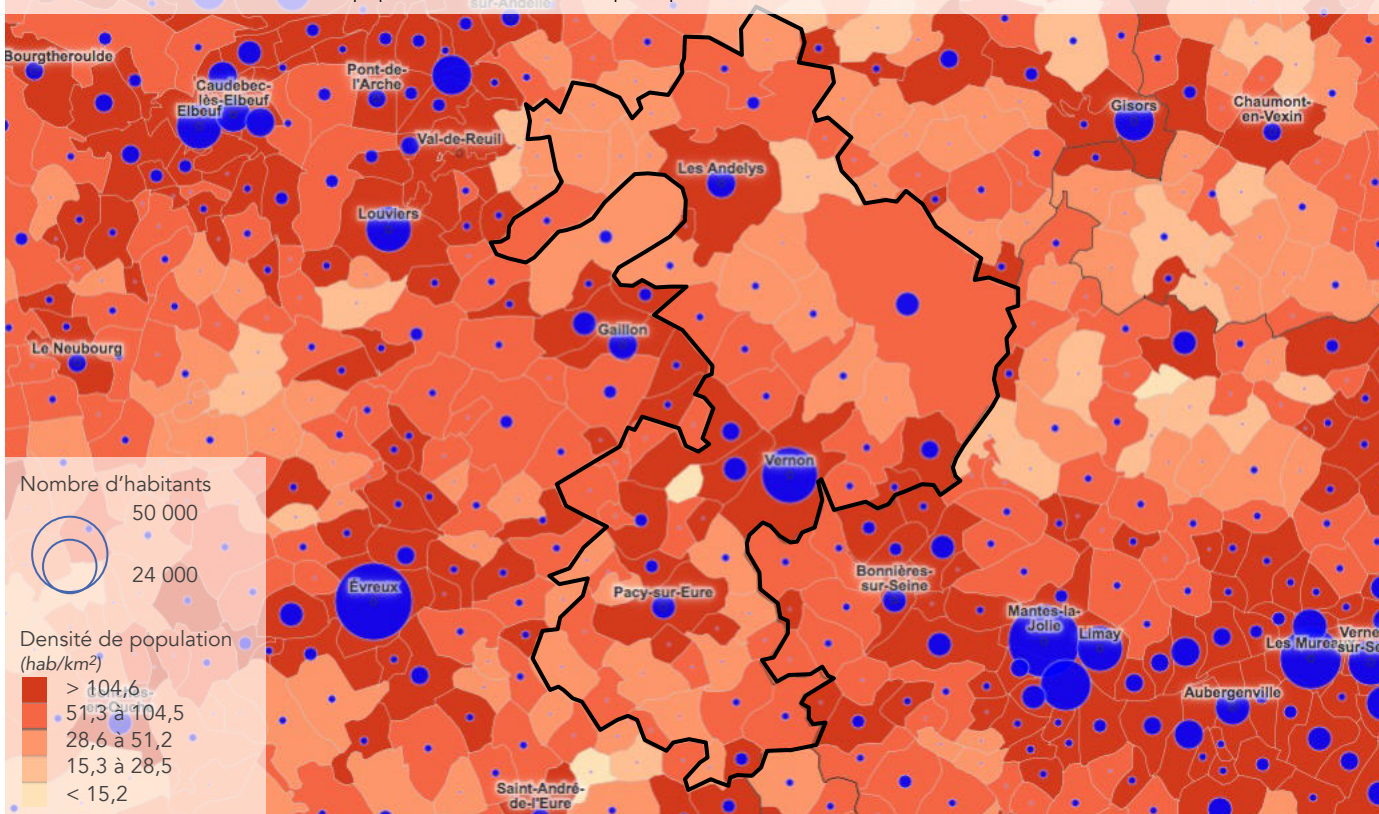 sur-Andelle
Bourgtheroulde
Pont-de-
l'Arche
Caudebec-
lès-Elbeuf
Elbeuf
Gisors
Chaumont-
en-Vexin
Val-de-Reuil
Les Andelys
Louviers
Gaillon
Le Neubourg
Vernon
Nombre d'habitants
50 000
24 000
Évreux
Pacy-sur-Eure
Bonnières-
sur-Seine
Mantes-la-
Jolie
Limay
Les Mureaux
Aubergenville
Densité de population
(hab/km²)
> 104,6
51,3 à 104,5
28,6 à 51,2
15,3 à 28,5
< 15,2
Saint-André-
de-l'Eure